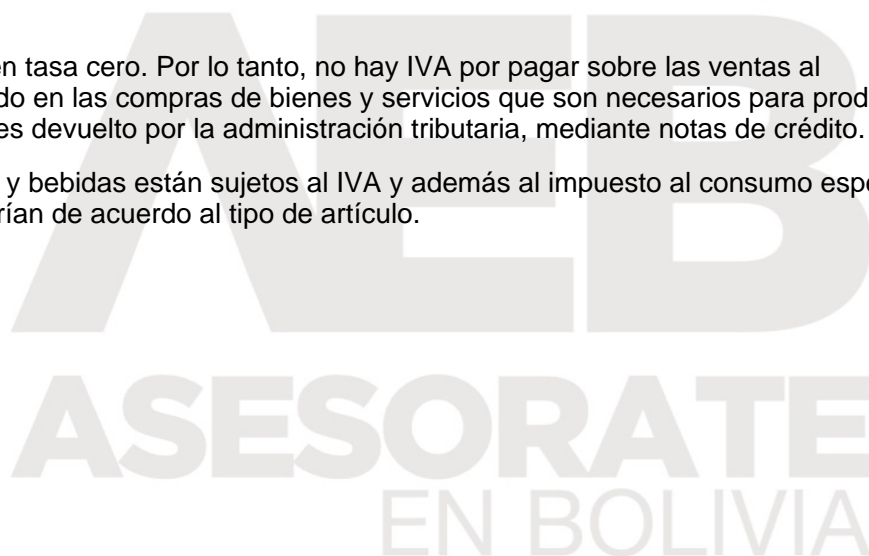 n tasa cero. Por lo tanto, no hay IVA por pagar sobre las ventas al
do en las compras de bienes y servicios que son necesarios para prod
es devuelto por la administración tributaria, mediante notas de crédito.
y bebidas están sujetos al IVA y además al impuesto al consumo espe
rían de acuerdo al tipo de artículo.
AEB
ASESORATE
EN BOLIVIA